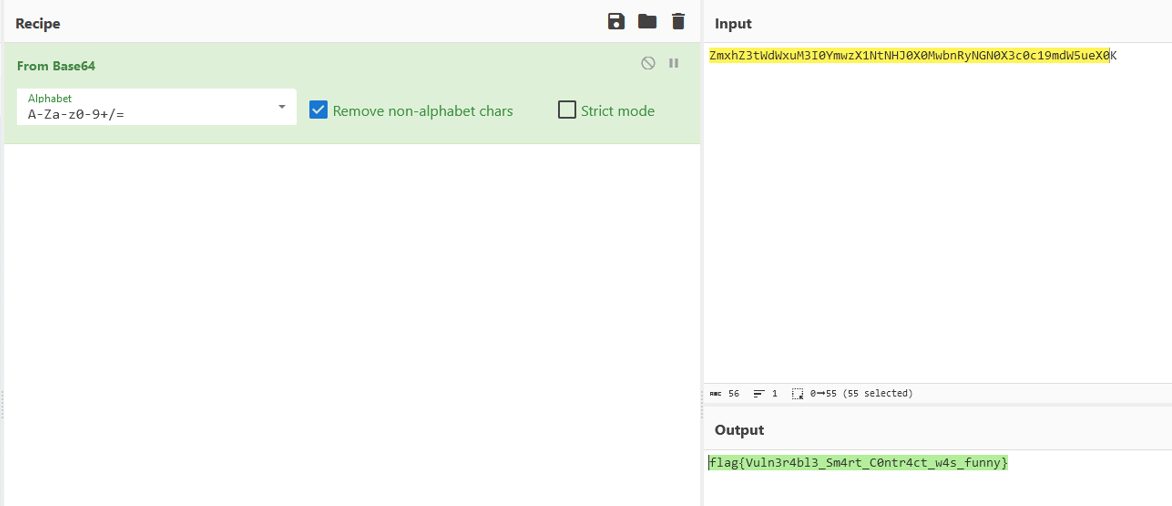 Recipe
From Base64
Alphabet
A-Za-z0-9+/=
Remove non-alphabet chars
Strict mode
Input
ZmxhZ3tWdWxuM3I0YmwzX1NtNHJ0X0MwbnRyNGN0X3c0c19mdW5ueX0K
ABC 56 1 0→55 (55 selected)
Output
flag{Vuln3r4bl3_Sm4rt_C0ntr4ct_w4s_funny}